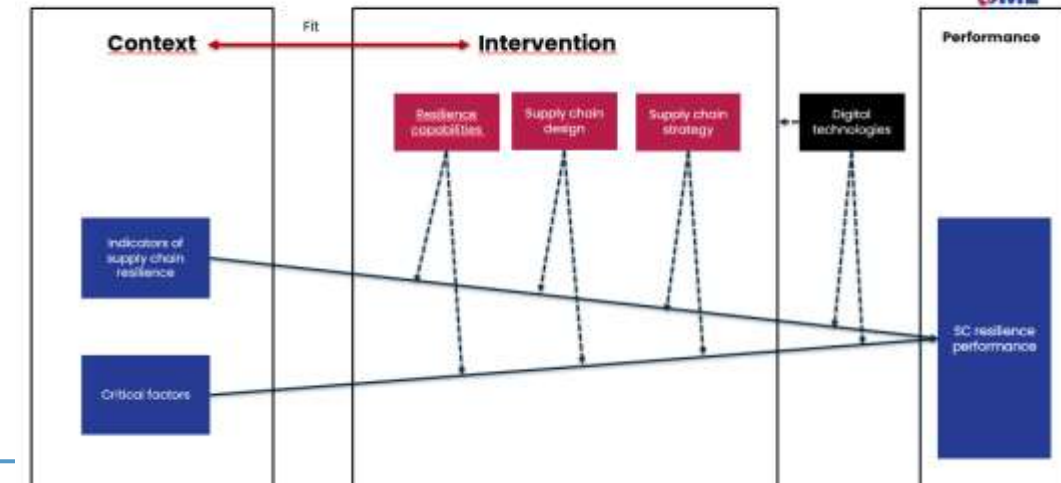 Context
Fit
Intervention
Performance
Resilience
capabilities
Supply chain
design
Supply chain
strategy
Digital
technologies
Indicators of
supply chain
resilience
Critical factors
SC resilience
performance